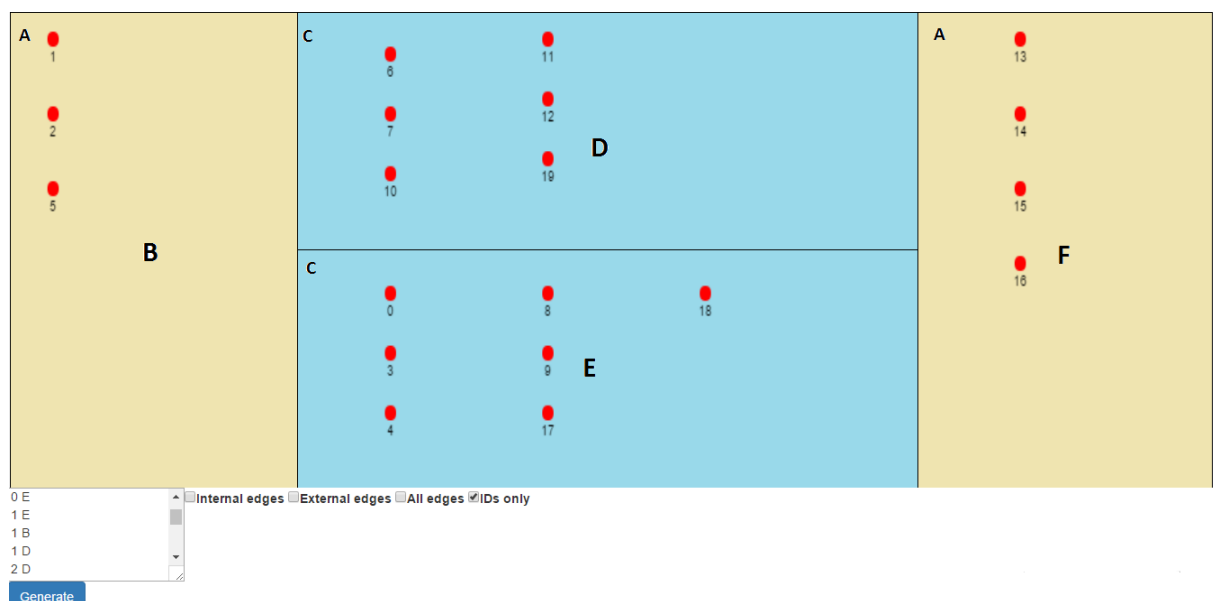 A
1
2
5
B
C
6
7
10
11
12
19
D
C
0
3
4
8
9
17
18
E
A
13
14
15
16
F
0 E
1 E
1 B
1 D
2 D
Internal edges External edges All edges IDs only
Generate